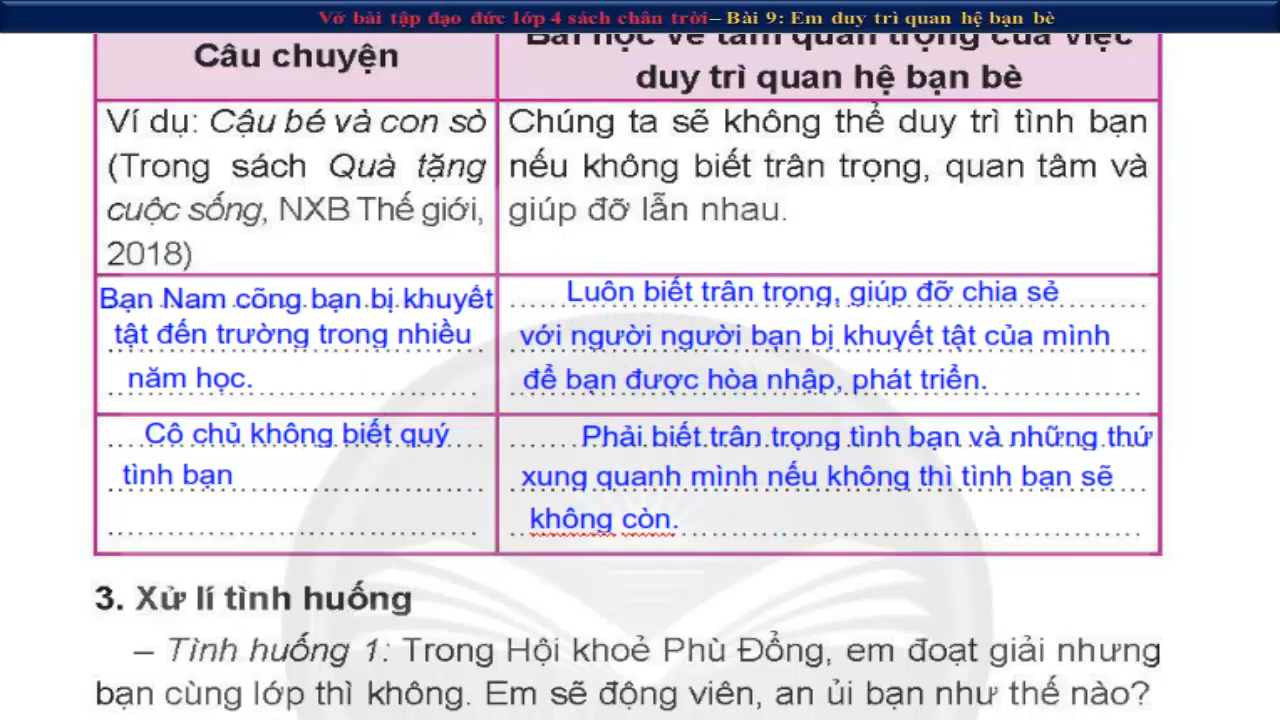 Vở bài tập đạo đức lớp 4 sách chân trời– Bài 9: Em duy trì quan hệ bạn bè
Câu chuyện
Bài học về tầm quan trọng của việc
duy trì quan hệ bạn bè
Ví dụ: Cậu bé và con sò
(Trong sách Quà tặng
cuộc sống, NXB Thế giới,
2018)
Chúng ta sẽ không thể duy trì tình bạn
nếu không biết trân trọng, quan tâm và
giúp đỡ lẫn nhau.
Bạn Nam cõng bạn bị khuyết
tật đến trường trong nhiều
năm học.
Luôn biết trân trọng, giúp đỡ chia sẻ
với người người bạn bị khuyết tật của mình
để bạn được hòa nhập, phát triển.
Cô chủ không biết quý
tình bạn
Phải biết trân trọng tình bạn và những thứ
xung quanh mình nếu không thì tình bạn sẽ
không còn.
3. Xử lí tình huống
– Tình huống 1: Trong Hội khoẻ Phù Đổng, em đoạt giải nhưng
bạn cùng lớp thì không. Em sẽ động viên, an ủi bạn như thế nào?